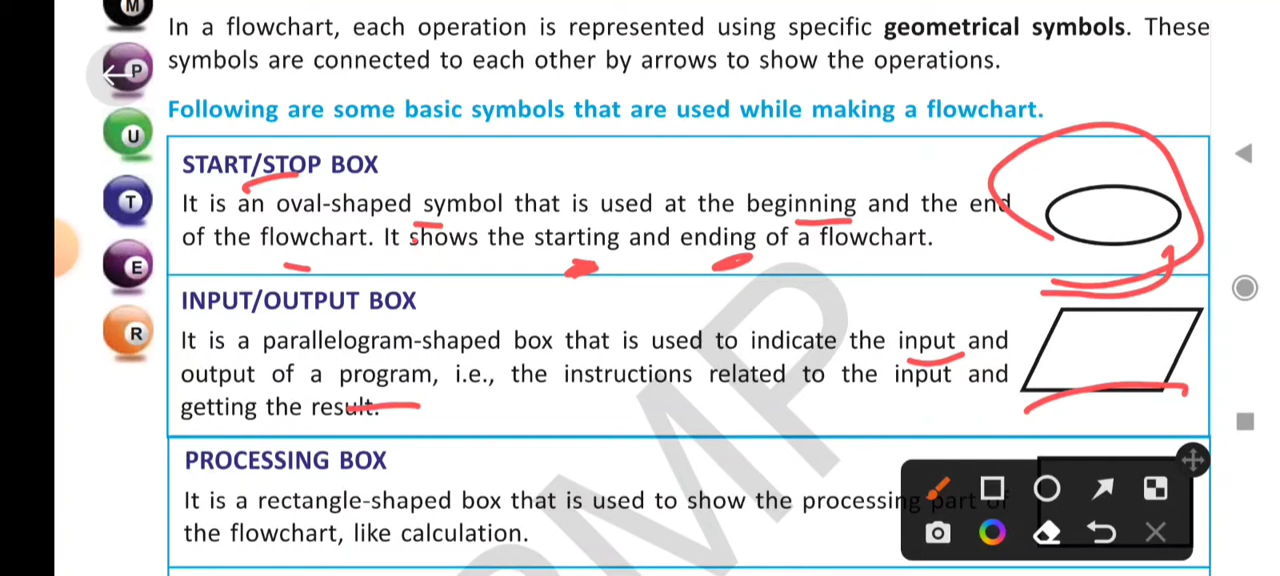 M
In a flowchart, each operation is represented using specific geometrical symbols. These
P
symbols are connected to each other by arrows to show the operations.
Following are some basic symbols that are used while making a flowchart.
U
START/STOP BOX
T
It is an oval-shaped symbol that is used at the beginning and the end
of the flowchart. It shows the starting and ending of a flowchart.
E
INPUT/OUTPUT BOX
R
It is a parallelogram-shaped box that is used to indicate the input and
output of a program, i.e., the instructions related to the input and
getting the result.
PROCESSING BOX
It is a rectangle-shaped box that is used to show the processing part of
the flowchart, like calculation.
MP